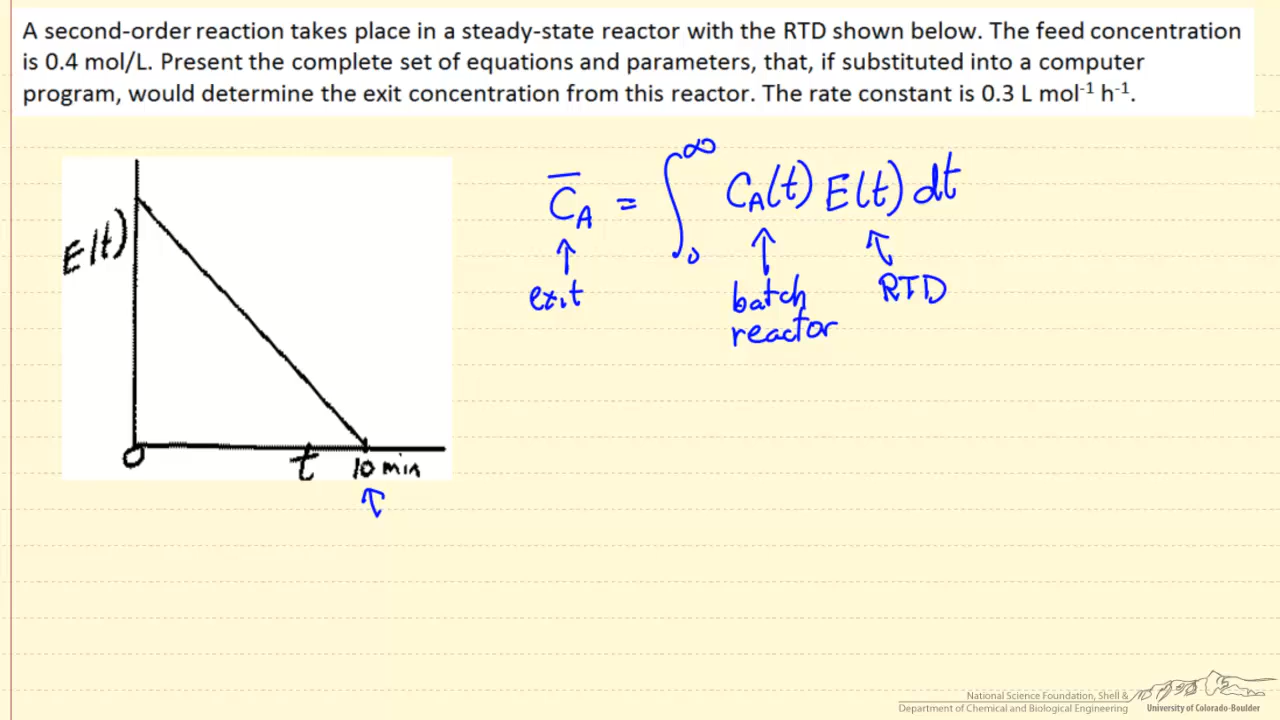 A second-order reaction takes place in a steady-state reactor with the RTD shown below. The feed concentration
is 0.4 mol/L. Present the complete set of equations and parameters, that, if substituted into a computer
program, would determine the exit concentration from this reactor. The rate constant is 0.3 L mol⁻¹ h⁻¹.
C̅_A = ∫₀^∞ C_A(t) E(t) dt
exit
batch
reactor
RTD
E(t)
0
t
10 min
National Science Foundation, Shell &
Department of Chemical and Biological Engineering
University of Colorado-Boulder